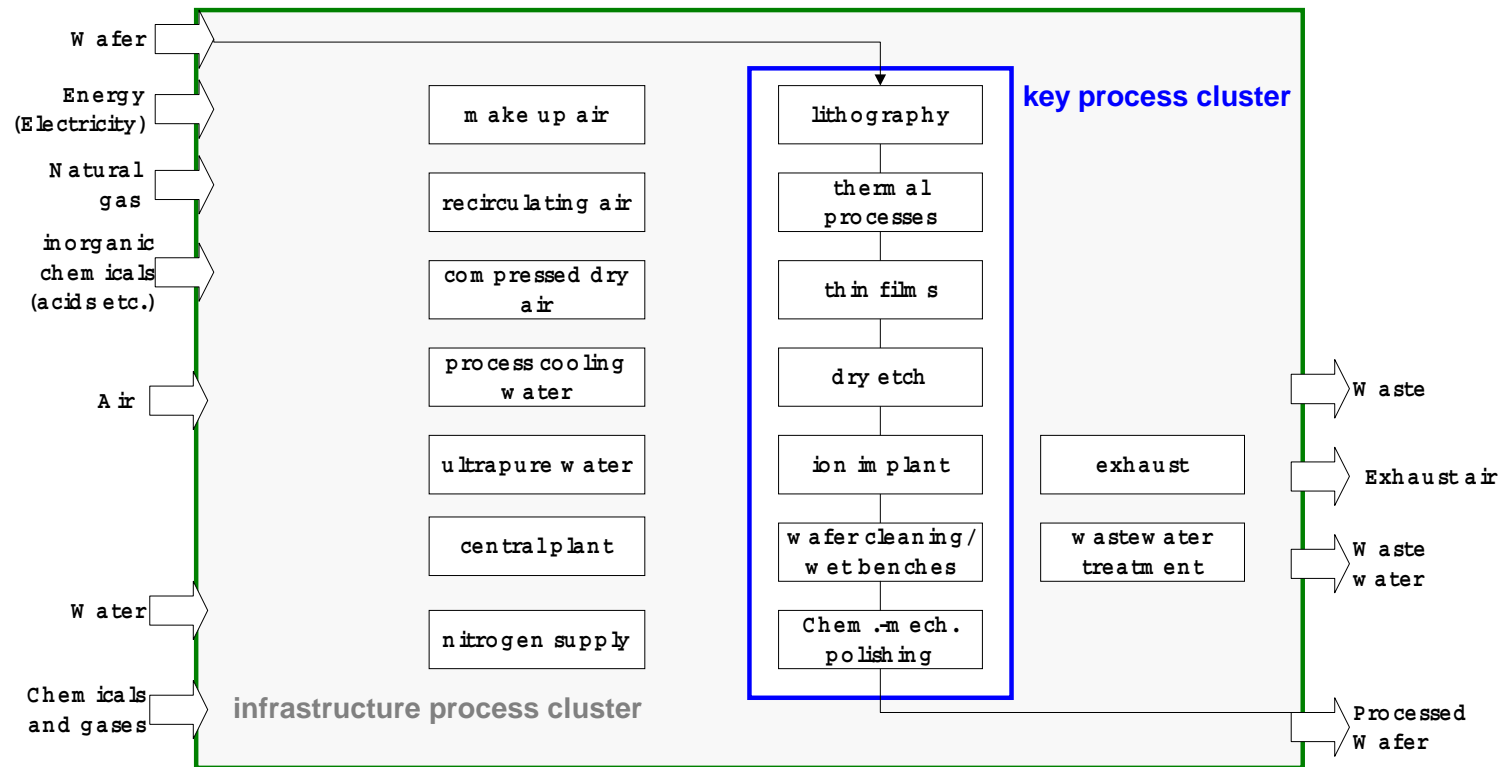 Wafer
Energy
(Electricity)
Natural
gas
inorganic
chemicals
(acids etc.)
Air
Water
Chemicals
and gases
make up air
recirculating air
compressed dry
air
process cooling
water
ultrapure water
central plant
nitrogen supply
infrastructure process cluster
key process cluster
lithography
thermal
processes
thin films
dry etch
ion implant
wafer cleaning/
wet benches
Chem.-mech.
polishing
exhaust
wastewater
treatment
Waste
Exhaust air
Waste
water
Processed
Wafer